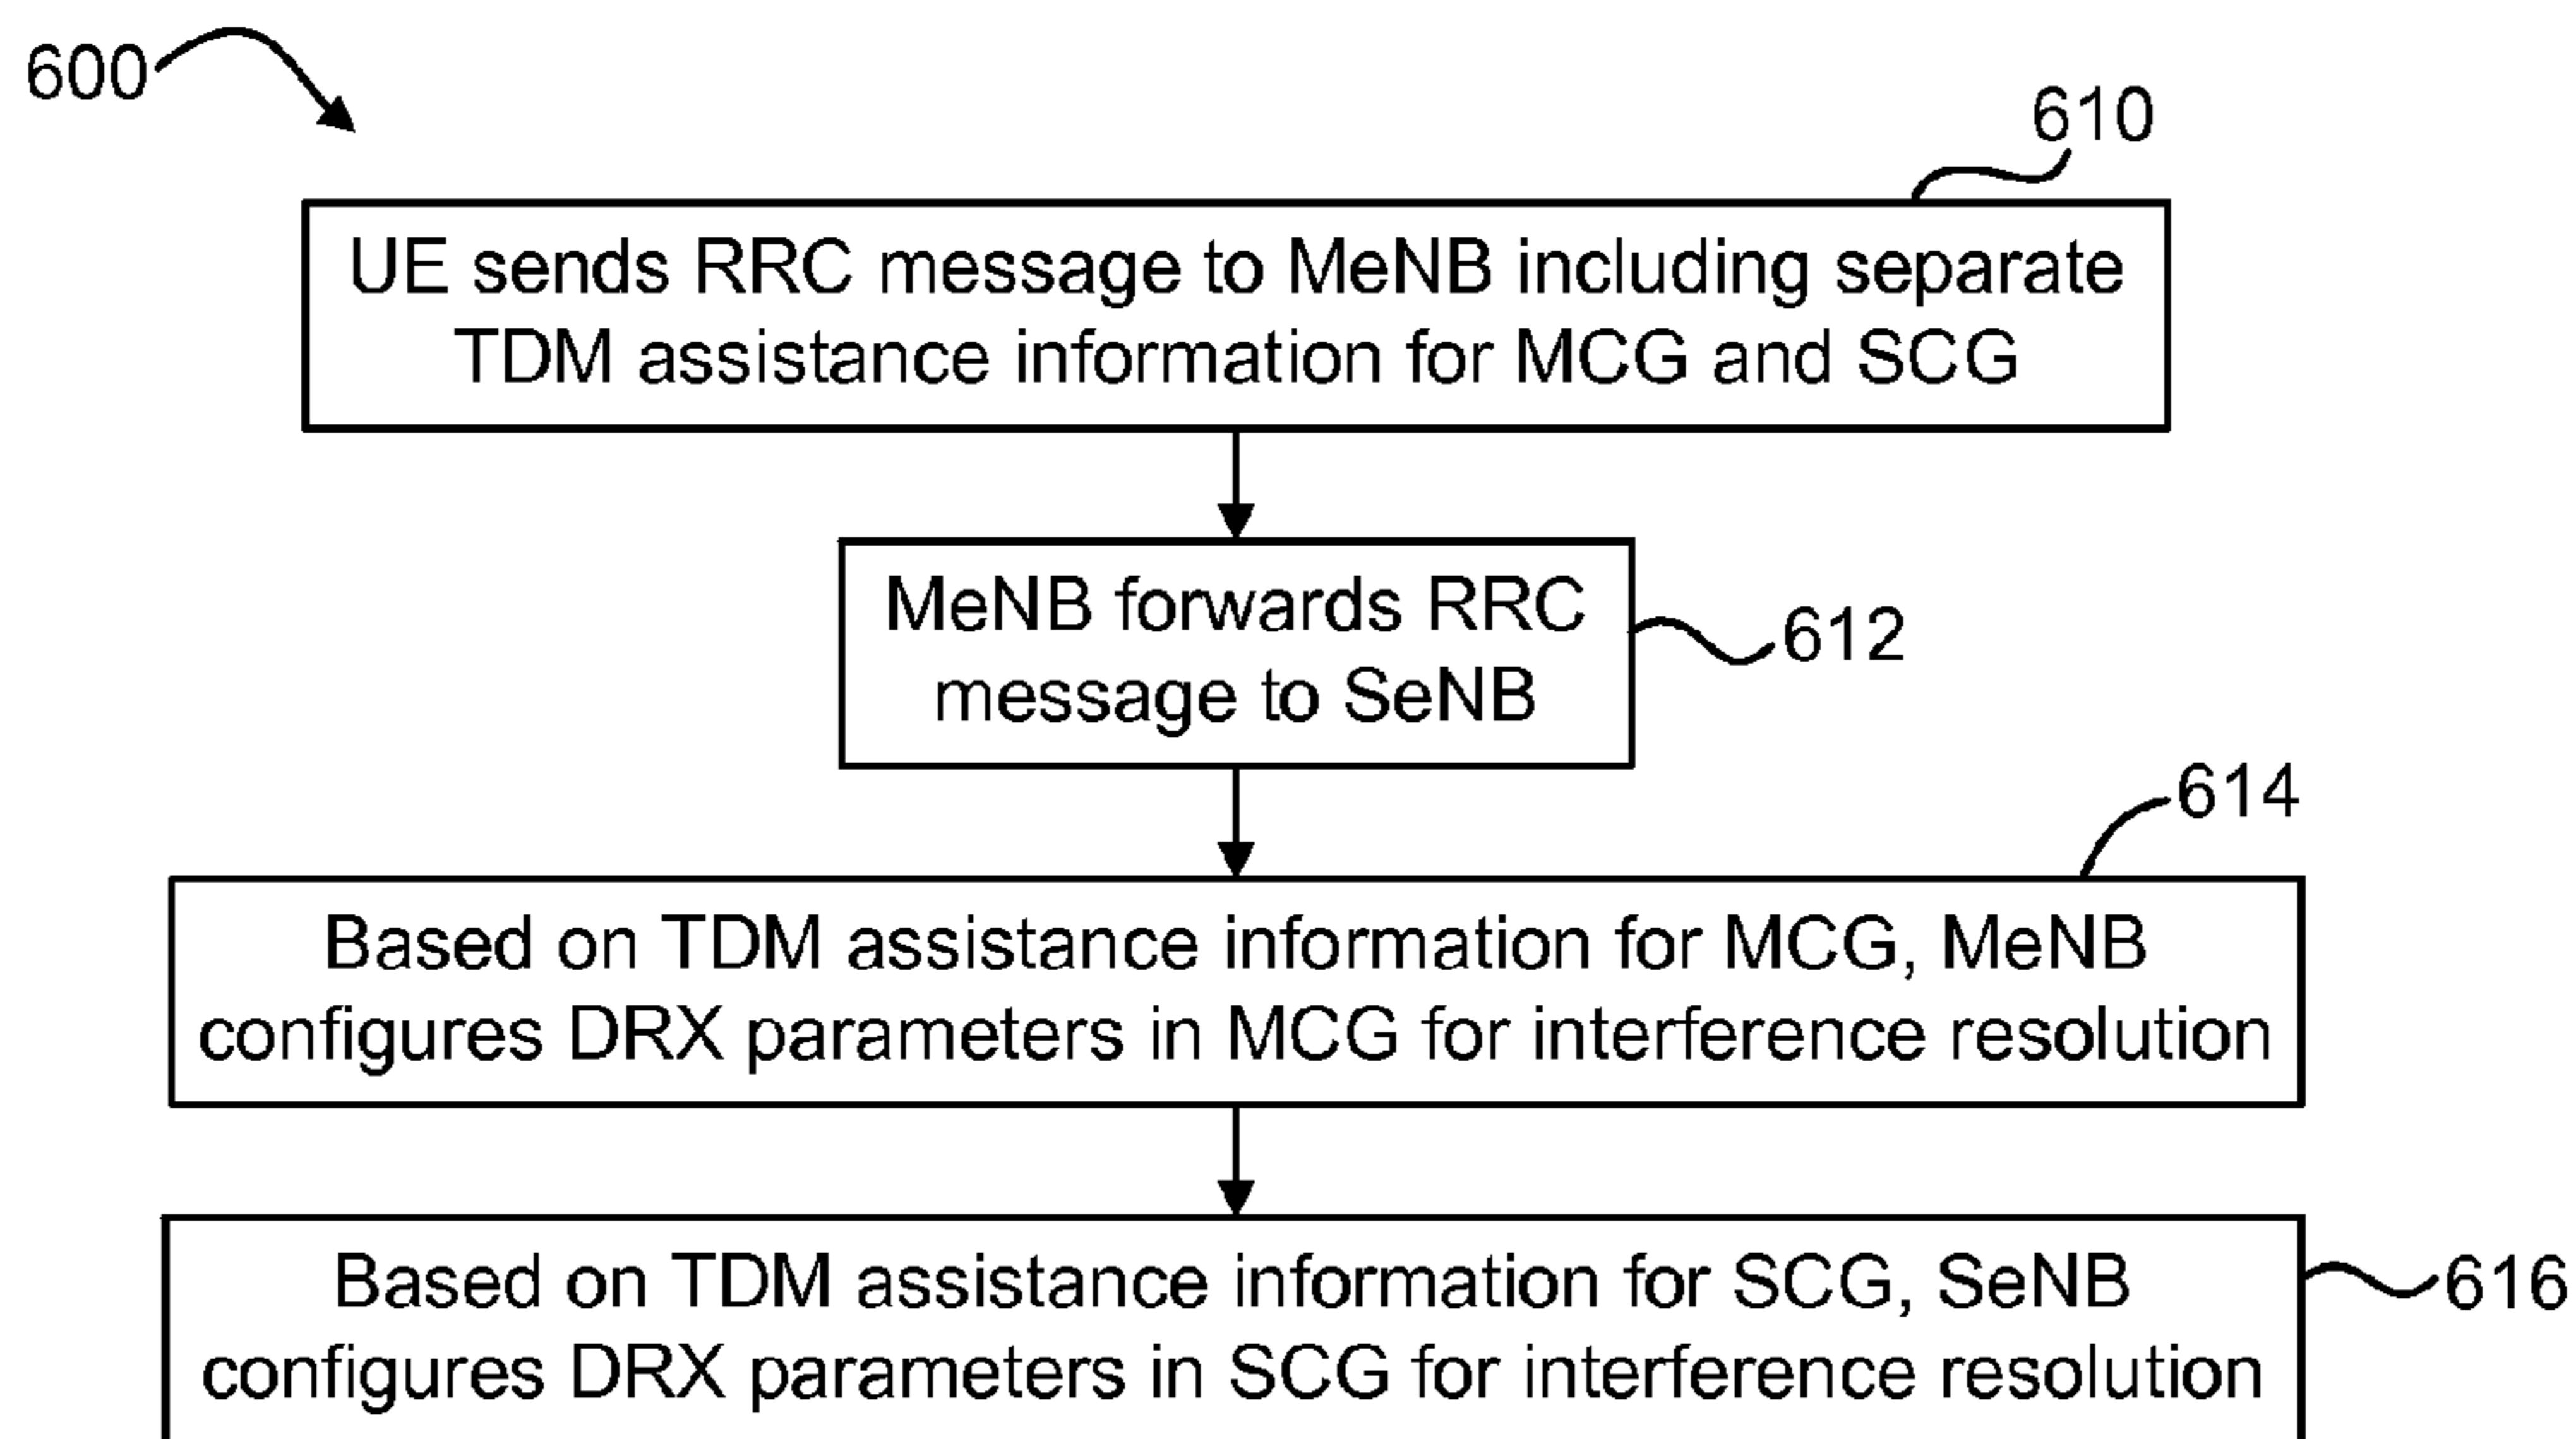 600
610
UE sends RRC message to MeNB including separate
TDM assistance information for MCG and SCG
MeNB forwards RRC
message to SeNB
612
614
Based on TDM assistance information for MCG, MeNB
configures DRX parameters in MCG for interference resolution
Based on TDM assistance information for SCG, SeNB
configures DRX parameters in SCG for interference resolution
616